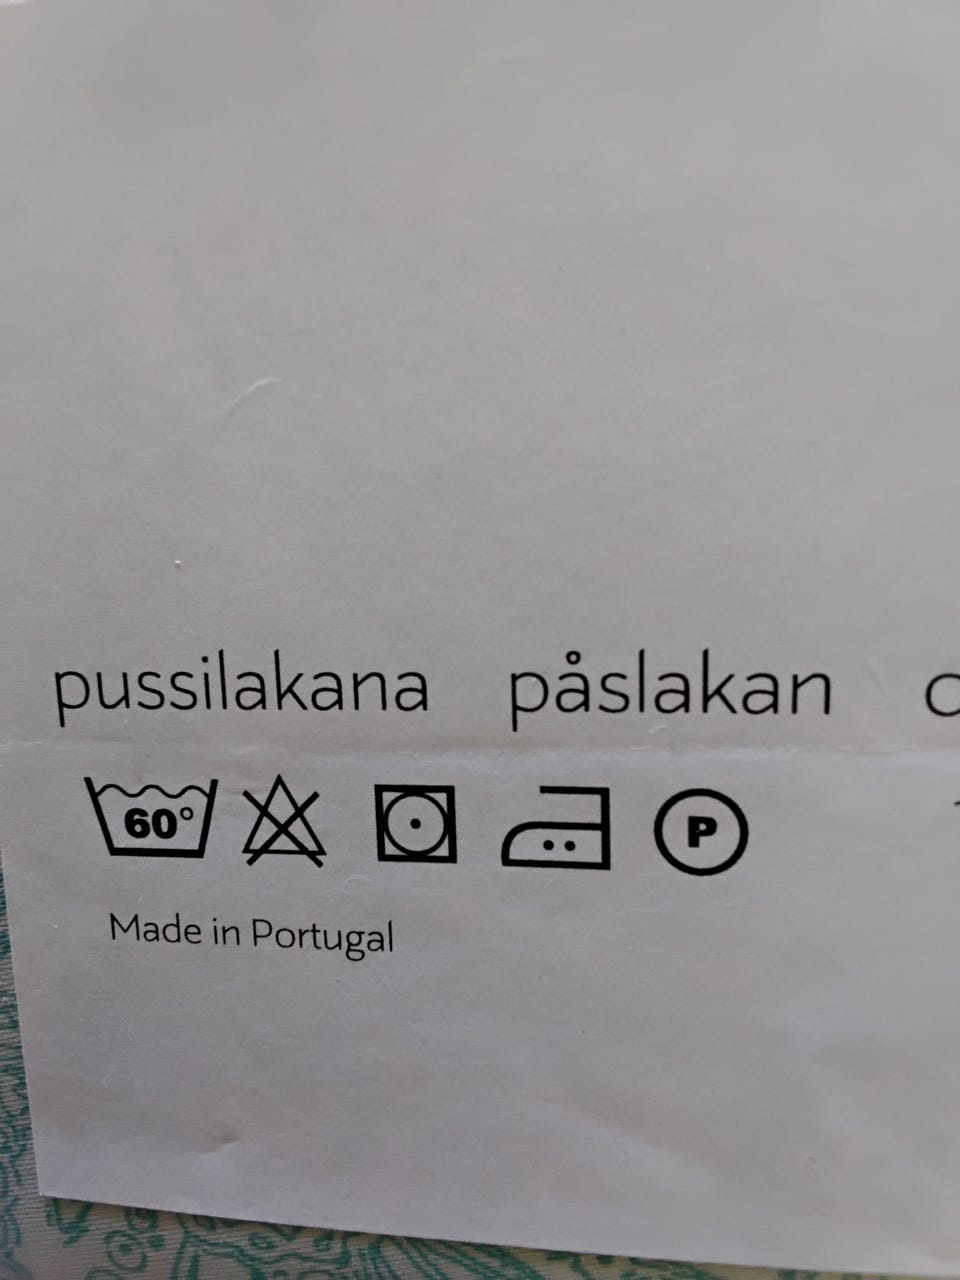 pussilakana påslakan
60° P
Made in Portugal